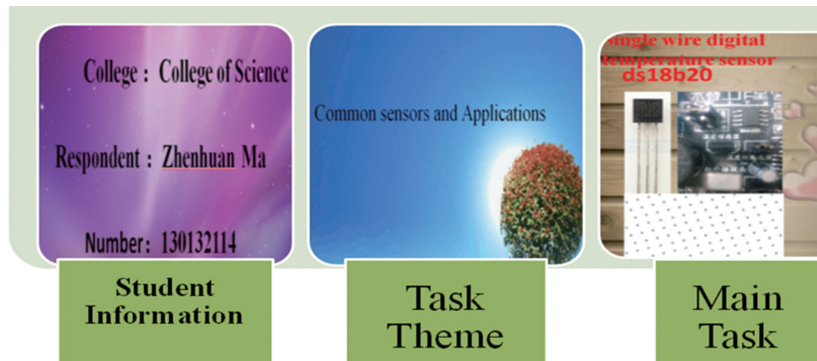 College : College of Science
Respondent : Zhenhuan Ma
Number: 130132114
Common sensors and Applications
Single wire digital
temperature sensor
ds18b20
Student
Information
Task
Theme
Main
Task